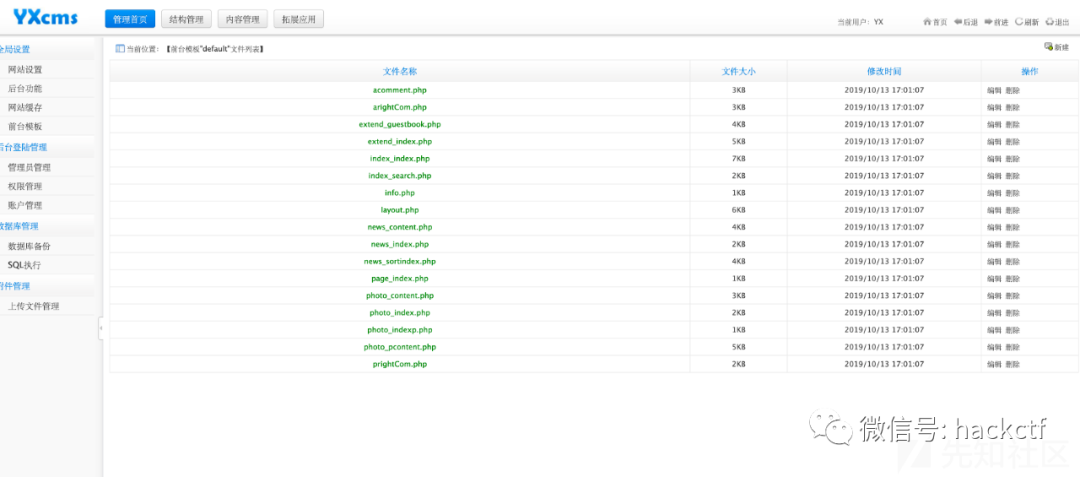 YXcms 管理首页 结构管理 内容管理 拓展应用 当前用户: YX 首页 后退 前进 刷新 退出
全局设置
网站设置
后台功能
网站缓存
前台模板
后台登陆管理
管理员管理
权限管理
账户管理
数据库管理
数据库备份
SQL执行
附件管理
上传文件管理
当前位置: 【前台模板"default"文件列表】 新建
文件名称 文件大小 修改时间 操作
acomment.php 3KB 2019/10/13 17:01:07 编辑 删除
arightCom.php 3KB 2019/10/13 17:01:07 编辑 删除
extend_guestbook.php 4KB 2019/10/13 17:01:07 编辑 删除
extend_index.php 5KB 2019/10/13 17:01:07 编辑 删除
index_index.php 7KB 2019/10/13 17:01:07 编辑 删除
index_search.php 2KB 2019/10/13 17:01:07 编辑 删除
info.php 1KB 2019/10/13 17:01:07 编辑 删除
layout.php 6KB 2019/10/13 17:01:07 编辑 删除
news_content.php 4KB 2019/10/13 17:01:07 编辑 删除
news_index.php 2KB 2019/10/13 17:01:07 编辑 删除
news_sortindex.php 4KB 2019/10/13 17:01:07 编辑 删除
page_index.php 1KB 2019/10/13 17:01:07 编辑 删除
photo_content.php 3KB 2019/10/13 17:01:07 编辑 删除
photo_index.php 2KB 2019/10/13 17:01:07 编辑 删除
photo_indexp.php 1KB 2019/10/13 17:01:07 编辑 删除
photo_pcontent.php 5KB 2019/10/13 17:01:07 编辑 删除
prightCom.php 2KB 2019/10/13 17:01:07 编辑 删除
微信号: hackctf
先知社区